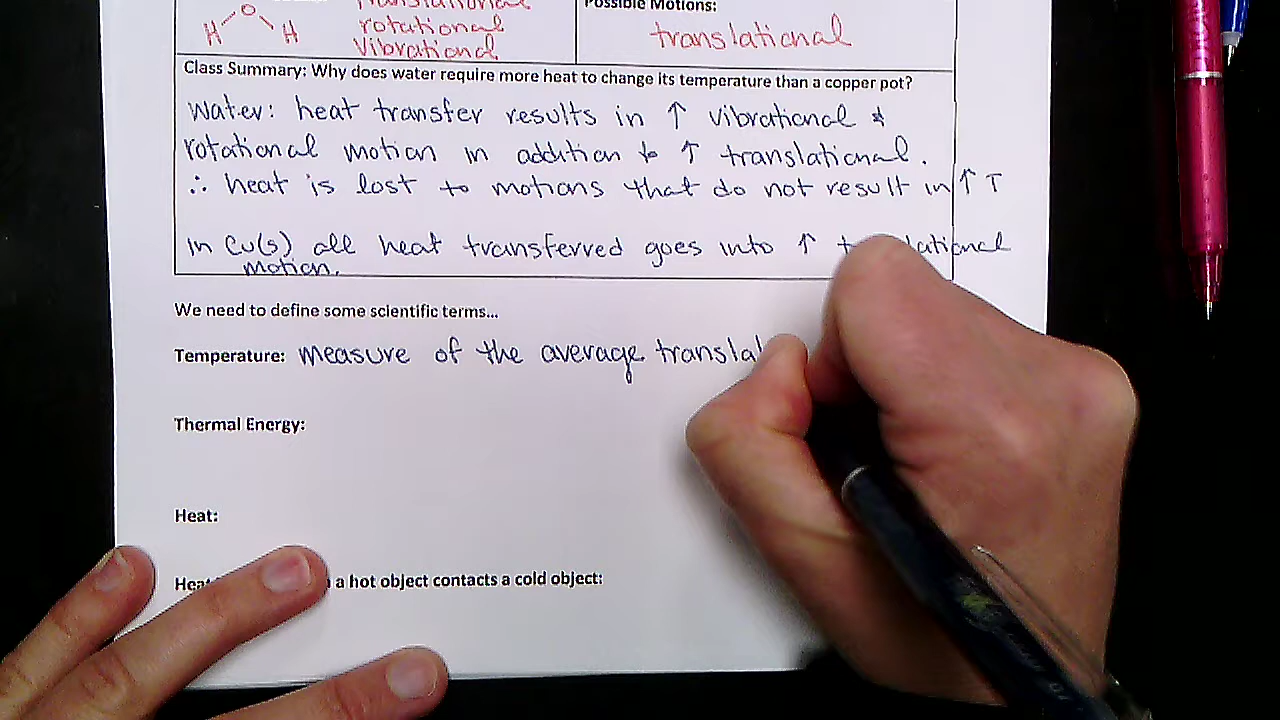 O
H H
translational
rotational
vibrational
Possible Motions:
translational
Class Summary: Why does water require more heat to change its temperature than a copper pot?
Water: heat transfer results in ↑ vibrational &
rotational motion in addition to ↑ translational.
∴ heat is lost to motions that do not result in ↑ T
In Cu(s) all heat transferred goes into ↑
motion.
We need to define some scientific terms...
Temperature: measure of the average
Thermal Energy:
Heat:
a hot object contacts a cold object: